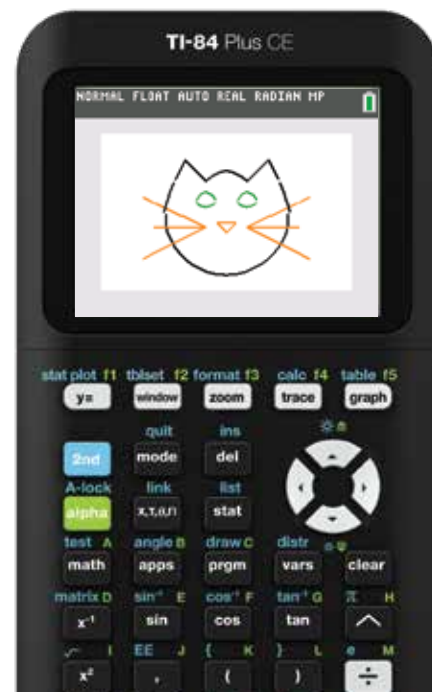 TI-84 Plus CE
NORMAL FLOAT AUTO REAL RADIAN MP
stat plot f1 tblset f2 format f3 calc f4 table f5
y= window zoom trace graph
quit ins
2nd mode del
A-lock link list
alpha X,T,θ,n stat
test A angle B draw C distr
math apps prgm vars clear
matrix D sin⁻¹ E cos⁻¹ F tan⁻¹ G π H
x⁻¹ sin cos tan ^
√ I EE J { K } L e M
x² , ( ) ÷